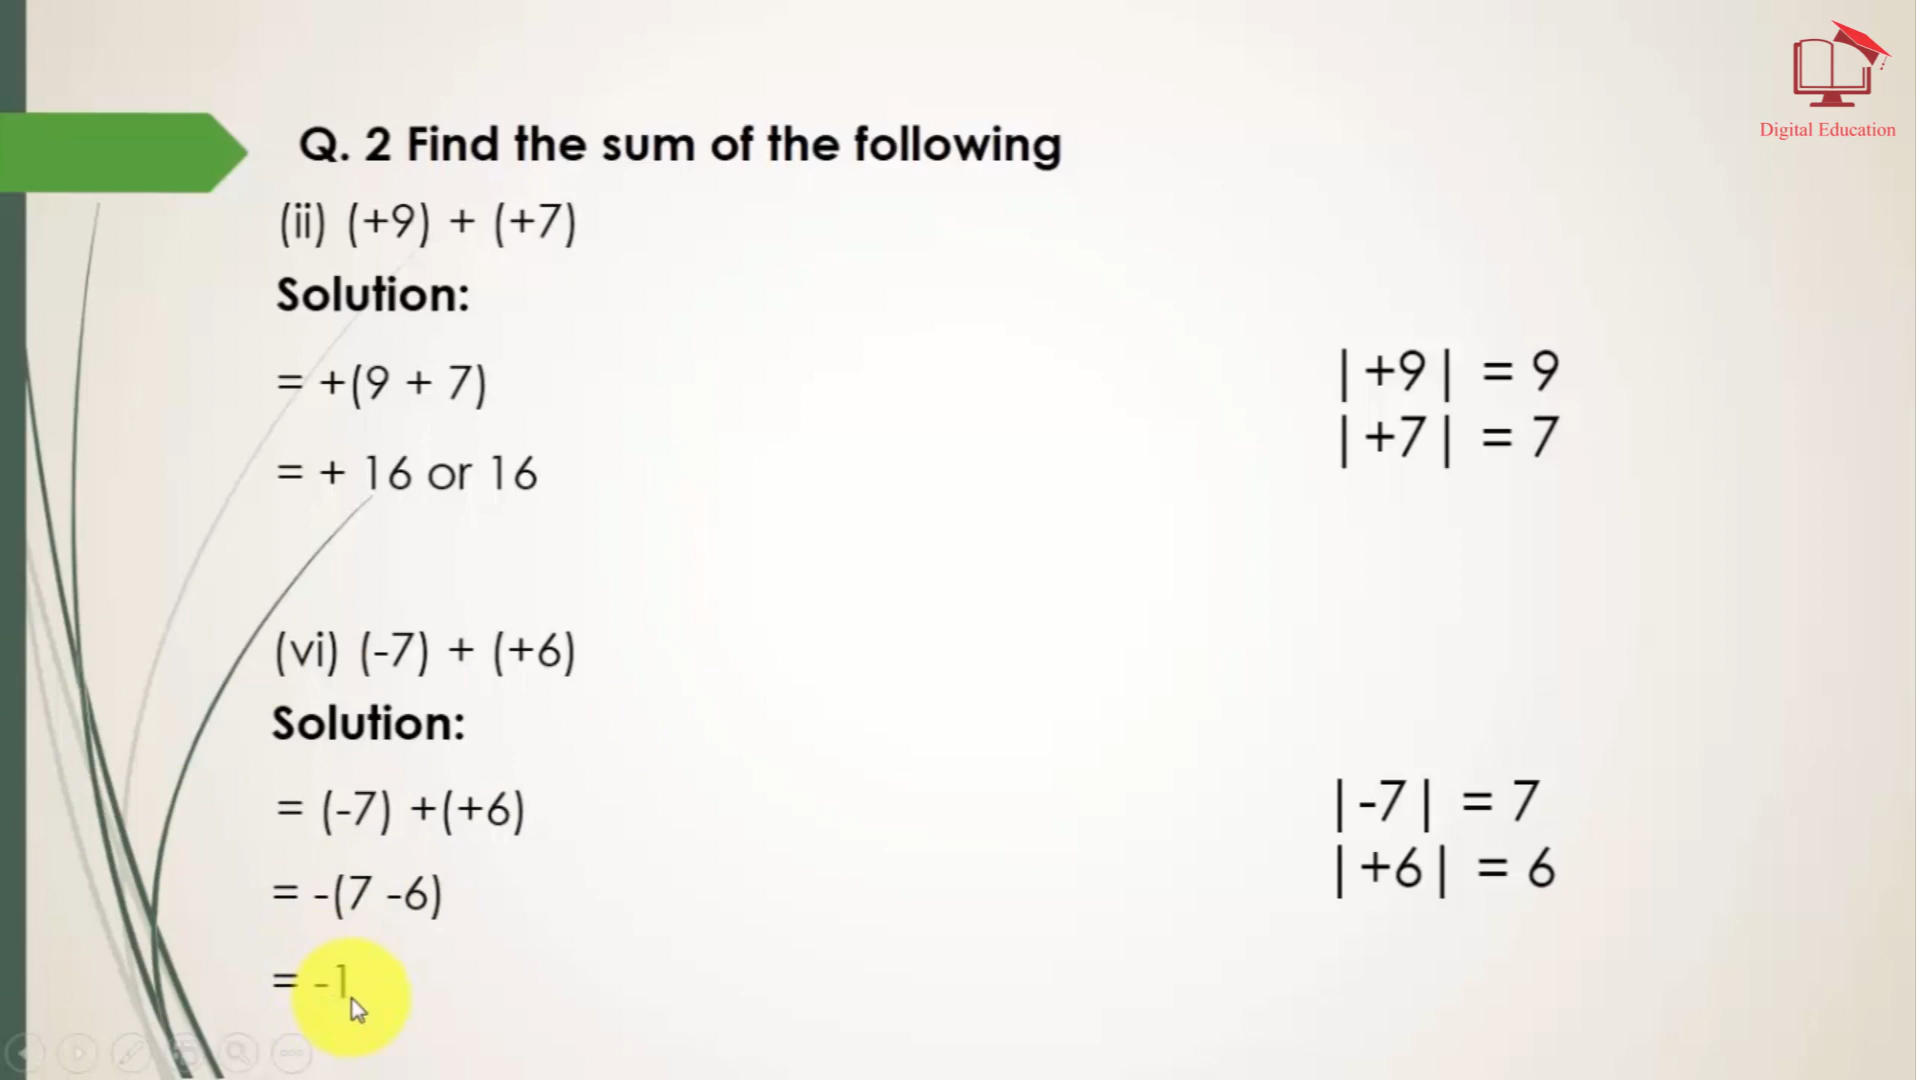 Digital Education
Q. 2 Find the sum of the following
(ii) (+9) + (+7)
Solution:
= +(9 + 7)
= + 16 or 16
|+9| = 9
|+7| = 7
(vi) (-7) + (+6)
Solution:
= (-7) +(+6)
= -(7 -6)
= -1
|-7| = 7
|+6| = 6